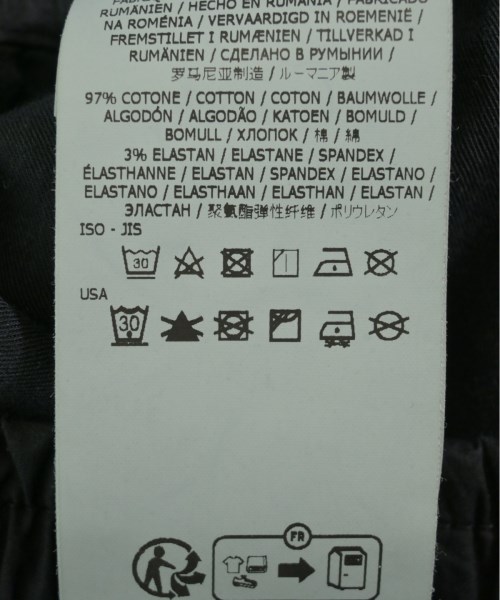 RUMÄNIEN / HECHO EN RUMANÍA / FABRICADO
NA ROMÉNIA / VERVAARDIGD IN ROEMENIË /
FREMSTILLET I RUMÆNIEN / TILLVERKAD I
RUMÄNIEN / СДЕЛАНО В РУМЫНИИ /
罗马尼亚制造 / ルーマニア製
97% COTONE / COTTON / COTON / BAUMWOLLE /
ALGODÓN / ALGODÃO / KATOEN / BOMULD /
BOMULL / ХЛОПОК / 棉 / 綿
3% ELASTAN / ELASTANE / SPANDEX /
ÉLASTHANNE / ELASTAN / SPANDEX / ELASTANO /
ELASTANO / ELASTHAAN / ELASTHAN / ELASTAN /
ЭЛАСТАН / 聚氨酯弹性纤维 / ポリウレタン
ISO - JIS
30
USA
30
FR